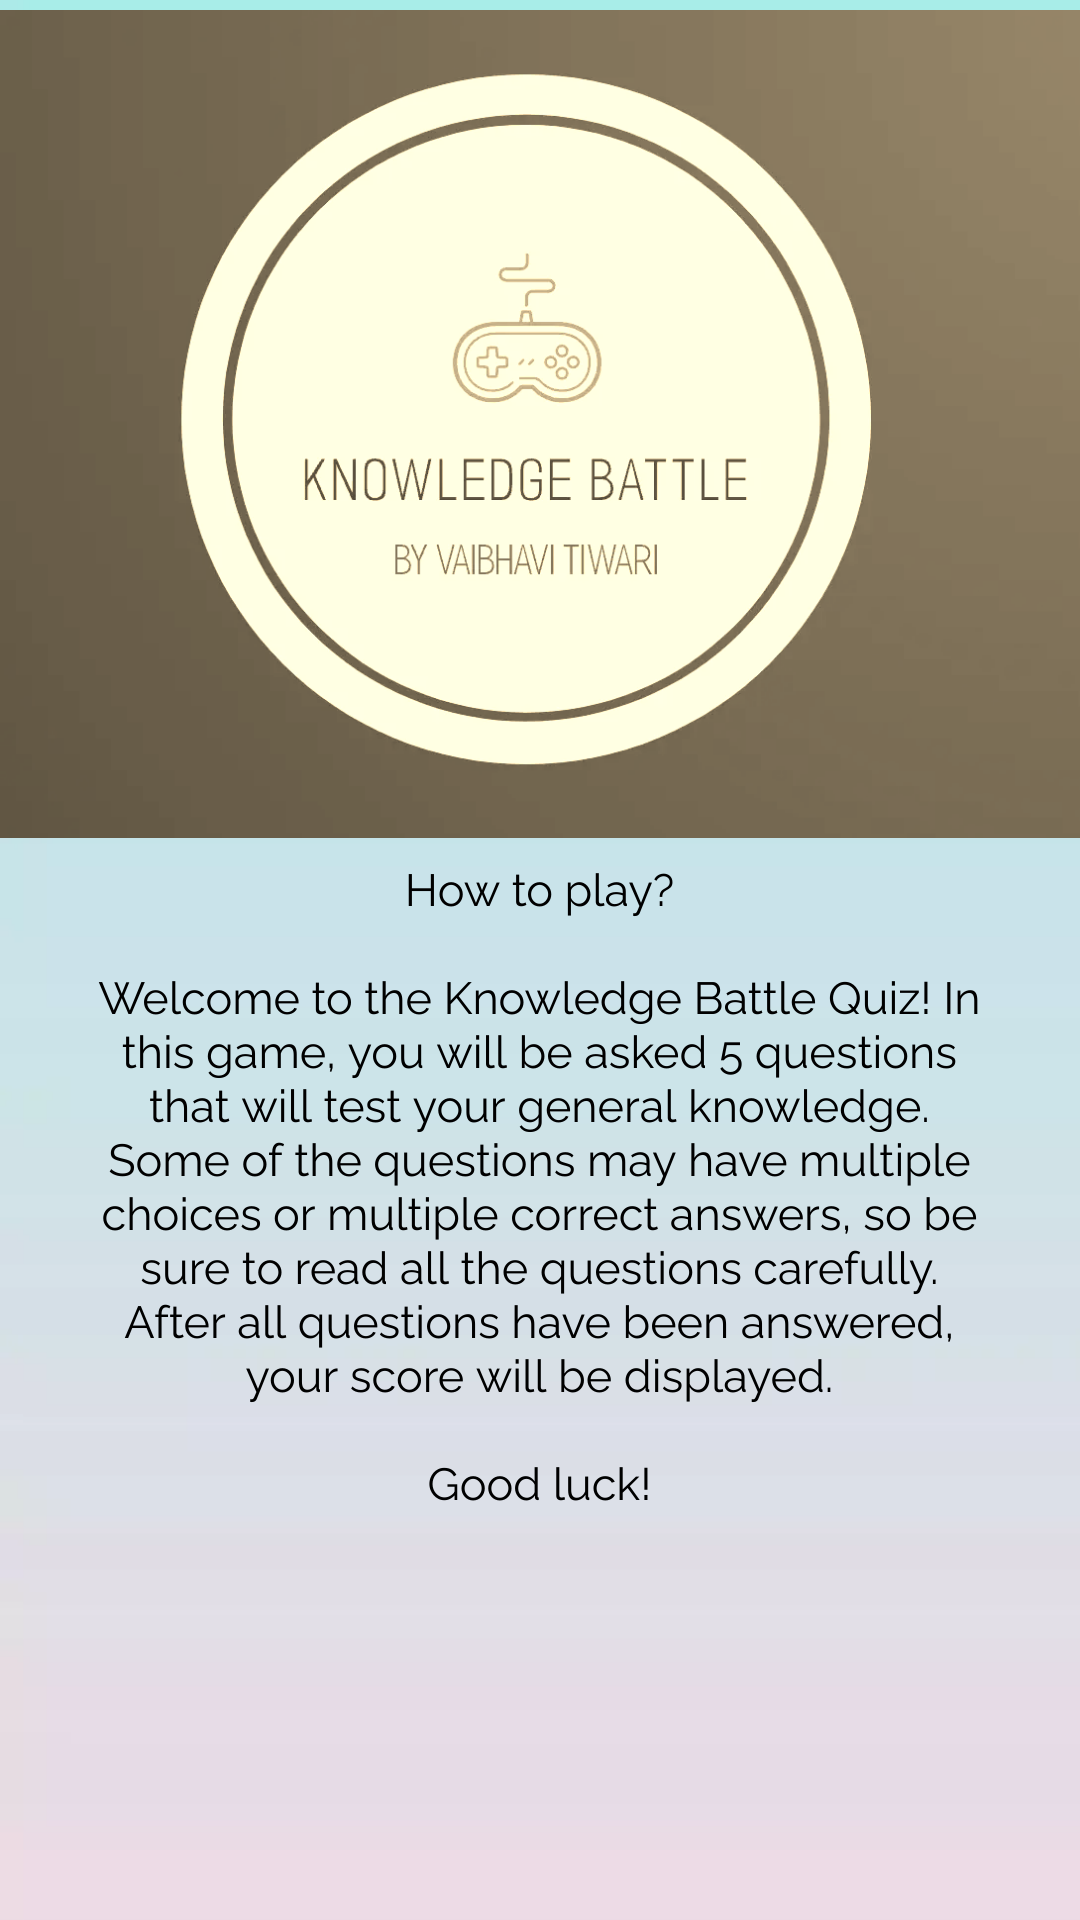 KNOWLEDGE BATTLE
BY VAIBHAVI TIWARI
How to play?
Welcome to the Knowledge Battle Quiz! In
this game, you will be asked 5 questions
that will test your general knowledge.
Some of the questions may have multiple
choices or multiple correct answers, so be
sure to read all the questions carefully.
After all questions have been answered,
your score will be displayed.
Good luck!